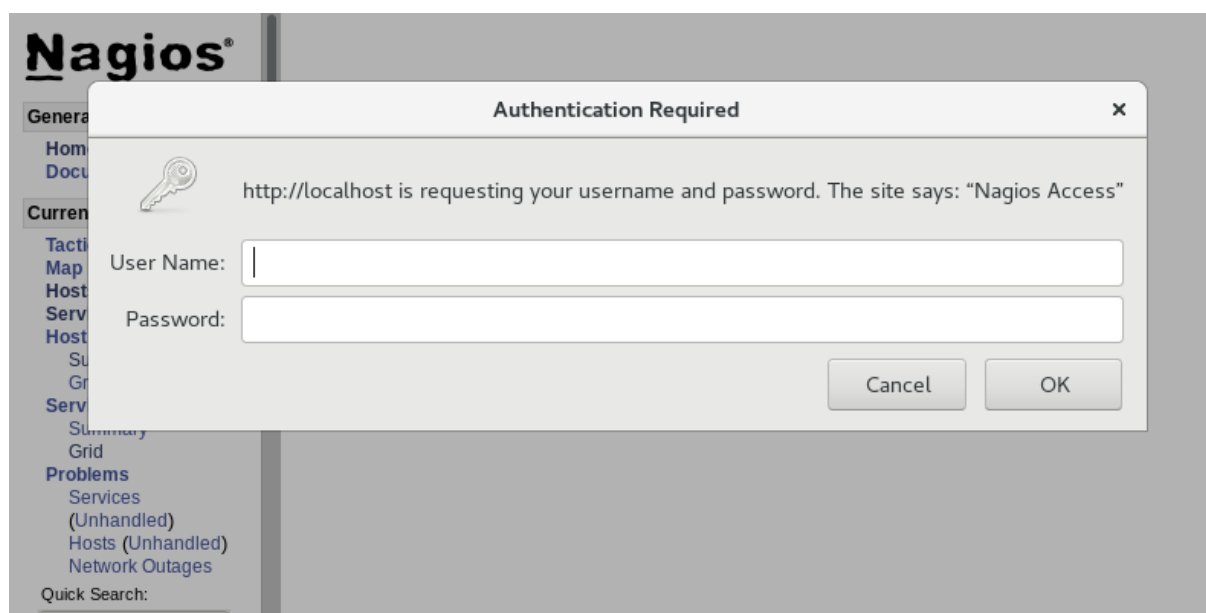 Nagios®
Genera
Authentication Required
×
Hom
Docu
http://localhost is requesting your username and password. The site says: “Nagios Access”
Curren
Tacti
Map
User Name:
Host
Serv
Password:
Host
Su
Gr
Cancel
OK
Serv
Summary
Grid
Problems
Services
(Unhandled)
Hosts (Unhandled)
Network Outages
Quick Search: